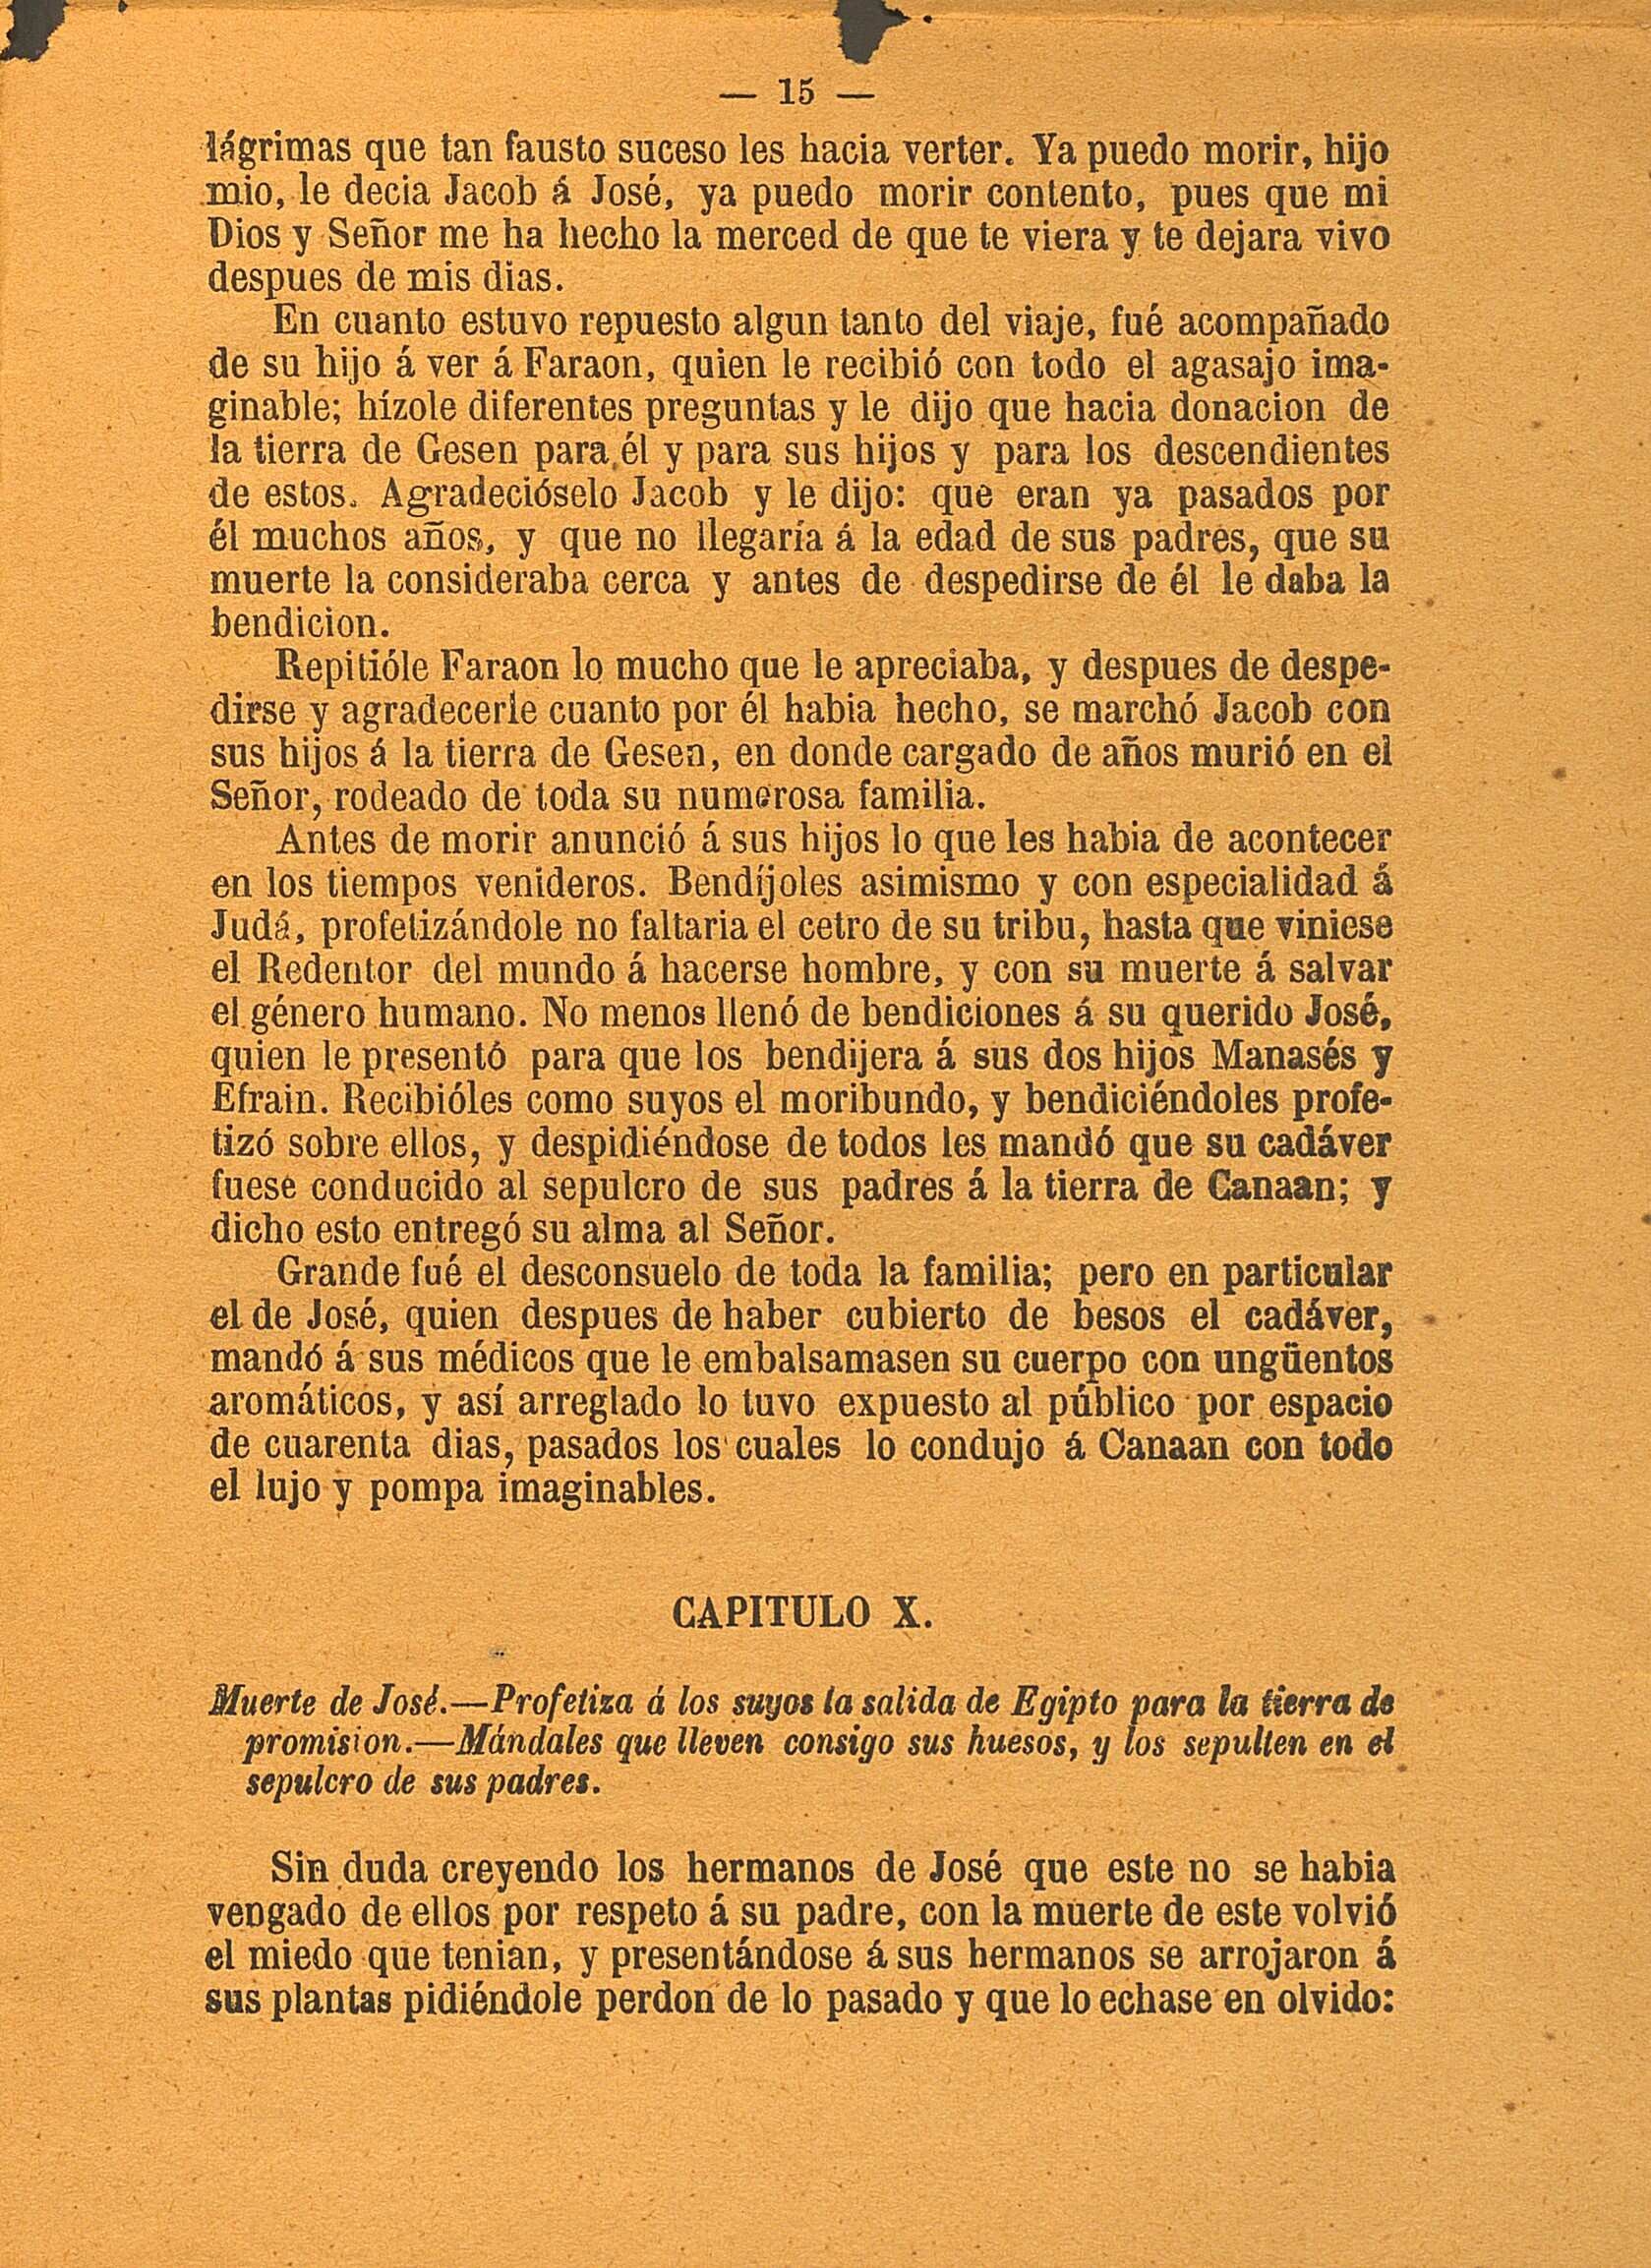 — 15 —
lágrimas que tan fausto suceso les hacia verter. Ya puedo morir, hijo
mio, le decia Jacob á José, ya puedo morir contento, pues que mi
Dios y Señor me ha hecho la merced de que te viera y te dejara vivo
despues de mis dias.
En cuanto estuvo repuesto algun tanto del viaje, fué acompañado
de su hijo á ver á Faraon, quien le recibió con todo el agasajo ima-
ginable; hízole diferentes preguntas y le dijo que hacia donacion de
la tierra de Gesen para él y para sus hijos y para los descendientes
de estos. Agradecióselo Jacob y le dijo: que eran ya pasados por
él muchos años, y que no llegaría á la edad de sus padres, que su
muerte la consideraba cerca y antes de despedirse de él le daba la
bendicion.
Repitióle Faraon lo mucho que le apreciaba, y despues de despe-
dirse y agradecerle cuanto por él habia hecho, se marchó Jacob con
sus hijos á la tierra de Gesen, en donde cargado de años murió en el
Señor, rodeado de toda su numerosa familia.
Antes de morir anunció á sus hijos lo que les habia de acontecer
en los tiempos venideros. Bendíjoles asimismo y con especialidad á
Judá, profetizándole no faltaria el cetro de su tribu, hasta que viniese
el Redentor del mundo á hacerse hombre, y con su muerte á salvar
el género humano. No menos llenó de bendiciones á su querido José,
quien le presentó para que los bendijera á sus dos hijos Manasés y
Efrain. Recibióles como suyos el moribundo, y bendiciéndoles profe-
tizó sobre ellos, y despidiéndose de todos les mandó que su cadáver
fuese conducido al sepulcro de sus padres á la tierra de Canaan; y
dicho esto entregó su alma al Señor.
Grande fué el desconsuelo de toda la familia; pero en particular
el de José, quien despues de haber cubierto de besos el cadáver,
mandó á sus médicos que le embalsamasen su cuerpo con ungüentos
aromáticos, y así arreglado lo tuvo expuesto al público por espacio
de cuarenta dias, pasados los cuales lo condujo á Canaan con todo
el lujo y pompa imaginables.
CAPITULO X.
Muerte de José.—Profetiza á los suyos la salida de Egipto para la tierra de
promision.—Mándales que lleven consigo sus huesos, y los sepulten en el
sepulcro de sus padres.
Sin duda creyendo los hermanos de José que este no se habia
vengado de ellos por respeto á su padre, con la muerte de este volvió
el miedo que tenian, y presentándose á sus hermanos se arrojaron á
sus plantas pidiéndole perdon de lo pasado y que lo echase en olvido: